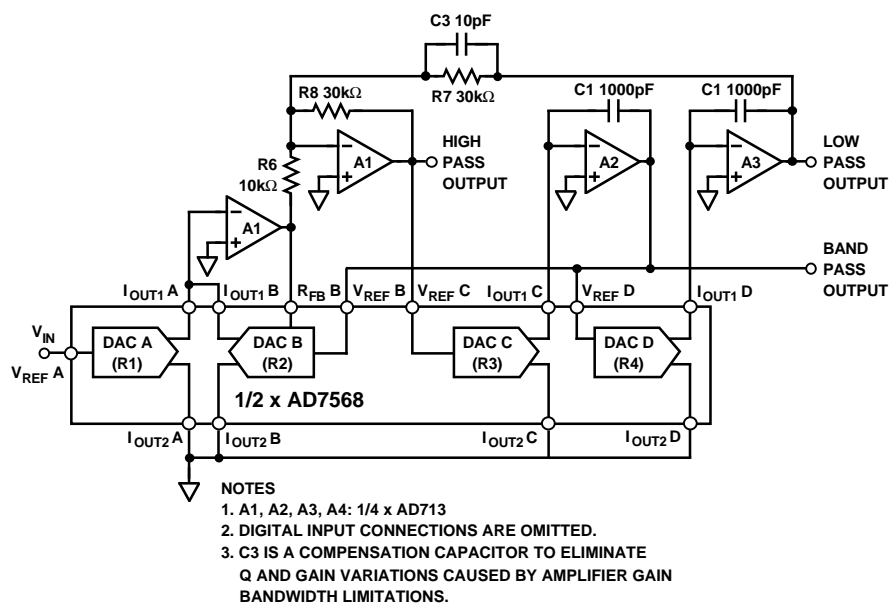 C3 10pF
R8 30kΩ
R7 30kΩ
C1 1000pF
C1 1000pF
R6
10kΩ
A1
HIGH
PASS
OUTPUT
A2
A3
LOW
PASS
OUTPUT
A1
BAND
PASS
OUTPUT
IOUT1 A
IOUT1 B
RFB B
VREF B
VREF C
IOUT1 C
VREF D
IOUT1 D
VIN
VREF A
DAC A
(R1)
DAC B
(R2)
DAC C
(R3)
DAC D
(R4)
1/2 x AD7568
IOUT2 A
IOUT2 B
IOUT2 C
IOUT2 D
NOTES
1. A1, A2, A3, A4: 1/4 x AD713
2. DIGITAL INPUT CONNECTIONS ARE OMITTED.
3. C3 IS A COMPENSATION CAPACITOR TO ELIMINATE
Q AND GAIN VARIATIONS CAUSED BY AMPLIFIER GAIN
BANDWIDTH LIMITATIONS.